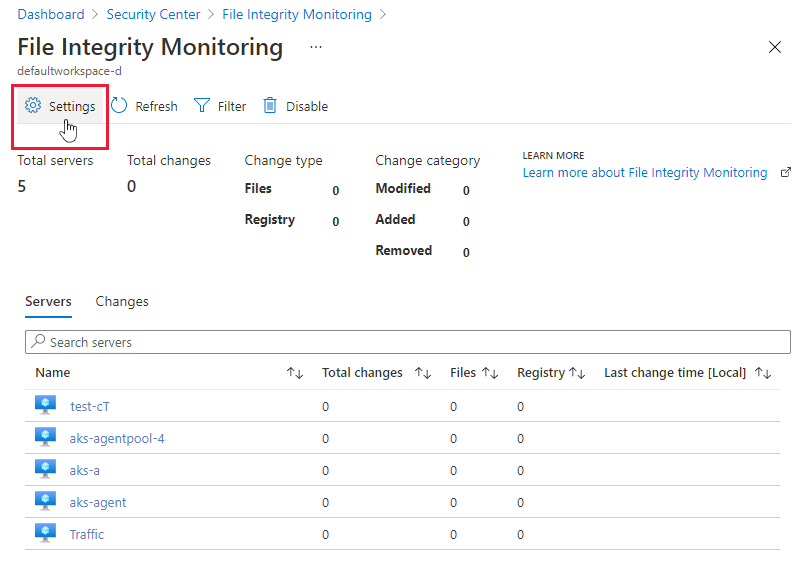 Dashboard > Security Center > File Integrity Monitoring >
File Integrity Monitoring ...
defaultworkspace-d
Settings Refresh Filter Disable
Total servers Total changes Change type Change category LEARN MORE
5 0 Files 0 Modified 0 Learn more about File Integrity Monitoring
Registry 0 Added 0
Removed 0
Servers Changes
Search servers
Name Total changes Files Registry Last change time [Local]
test-cT 0 0 0
aks-agentpool-4 0 0 0
aks-a 0 0 0
aks-agent 0 0 0
Traffic 0 0 0